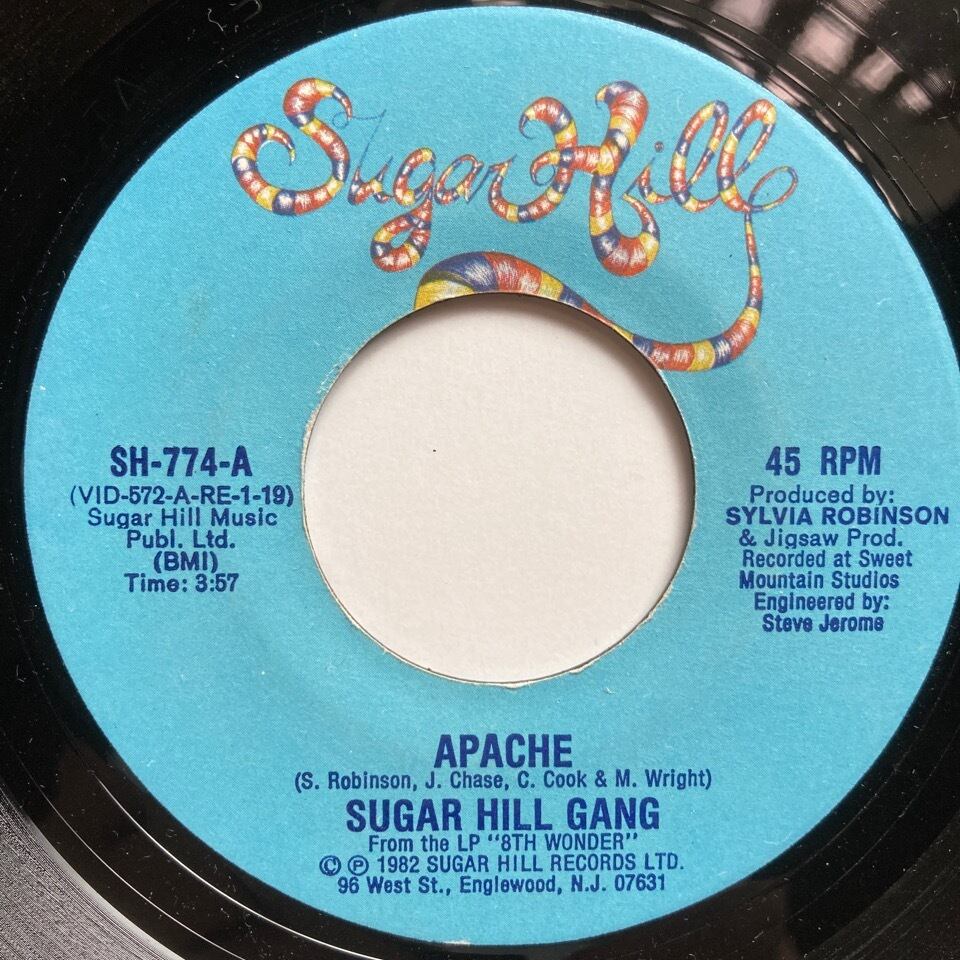 Sugar Hill
SH-774-A
(VID-572-A-RE-1-19)
Sugar Hill Music
Publ. Ltd.
(BMI)
Time: 3:57
45 RPM
Produced by:
SYLVIA ROBINSON
& Jigsaw Prod.
Recorded at Sweet
Mountain Studios
Engineered by:
Steve Jerome
APACHE
(S. Robinson, J. Chase, C. Cook & M. Wright)
SUGAR HILL GANG
From the LP "8TH WONDER"
© ℗ 1982 SUGAR HILL RECORDS LTD.
96 West St., Englewood, N.J. 07631